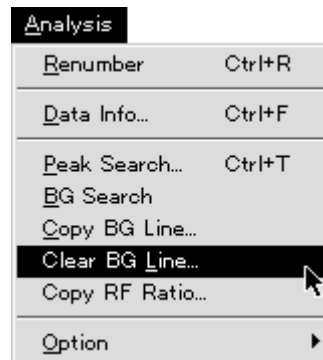 Analysis
Renumber Ctrl+R
Data Info... Ctrl+F
Peak Search... Ctrl+T
BG Search
Copy BG Line...
Clear BG Line...
Copy RF Ratio...
Option